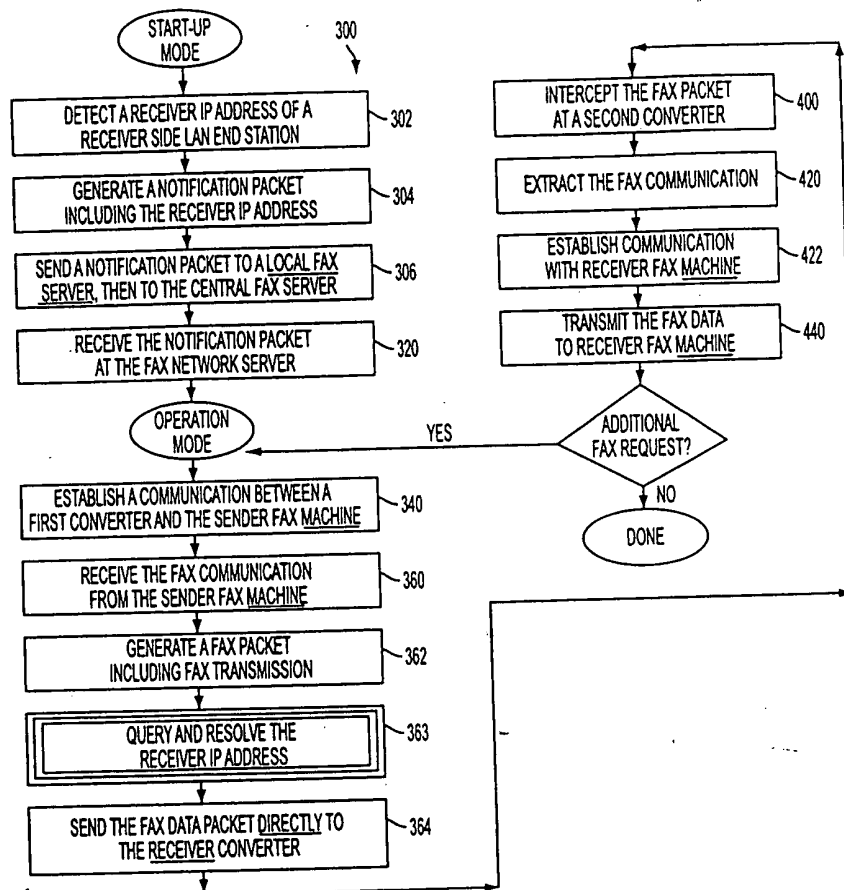 START-UP
MODE
300
DETECT A RECEIVER IP ADDRESS OF A
RECEIVER SIDE LAN END STATION
302
GENERATE A NOTIFICATION PACKET
INCLUDING THE RECEIVER IP ADDRESS
304
SEND A NOTIFICATION PACKET TO A LOCAL FAX
SERVER, THEN TO THE CENTRAL FAX SERVER
306
RECEIVE THE NOTIFICATION PACKET
AT THE FAX NETWORK SERVER
320
OPERATION
MODE
ESTABLISH A COMMUNICATION BETWEEN A
FIRST CONVERTER AND THE SENDER FAX MACHINE
340
RECEIVE THE FAX COMMUNICATION
FROM THE SENDER FAX MACHINE
360
GENERATE A FAX PACKET
INCLUDING FAX TRANSMISSION
362
QUERY AND RESOLVE THE
RECEIVER IP ADDRESS
363
SEND THE FAX DATA PACKET DIRECTLY TO
THE RECEIVER CONVERTER
364
INTERCEPT THE FAX PACKET
AT A SECOND CONVERTER
400
EXTRACT THE FAX COMMUNICATION
420
ESTABLISH COMMUNICATION
WITH RECEIVER FAX MACHINE
422
TRANSMIT THE FAX DATA
TO RECEIVER FAX MACHINE
440
ADDITIONAL
FAX REQUEST?
YES
NO
DONE